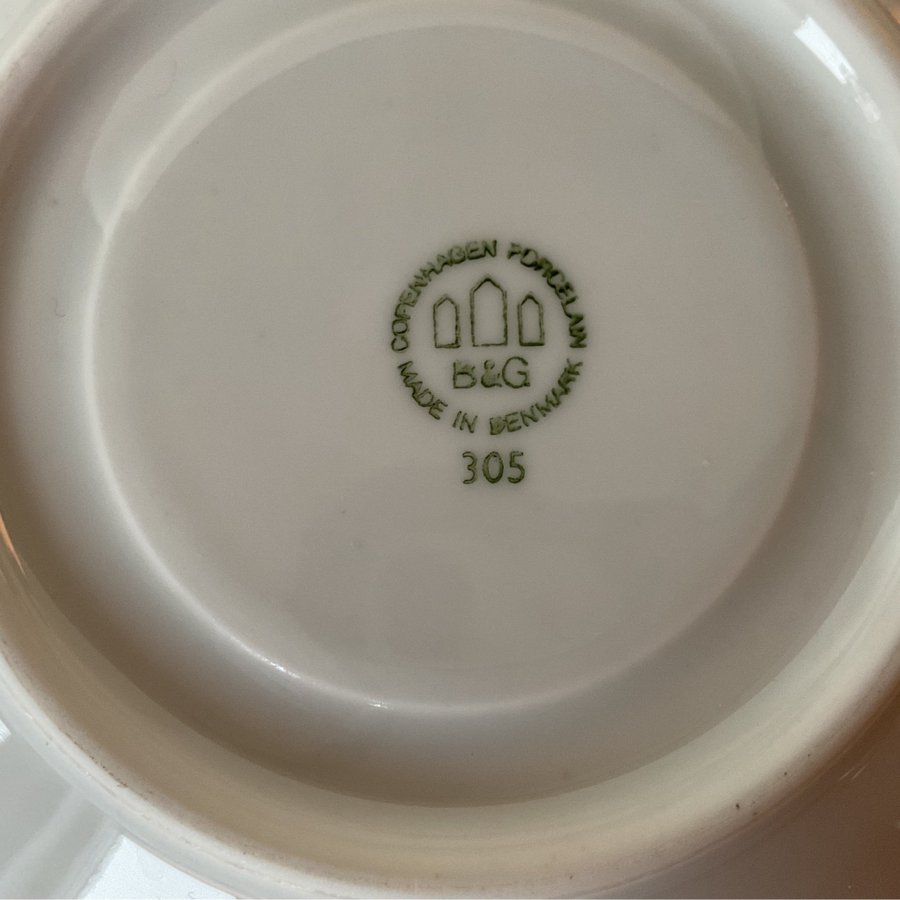 COPENHAGEN PORCELAIN
B&G
MADE IN DENMARK
305